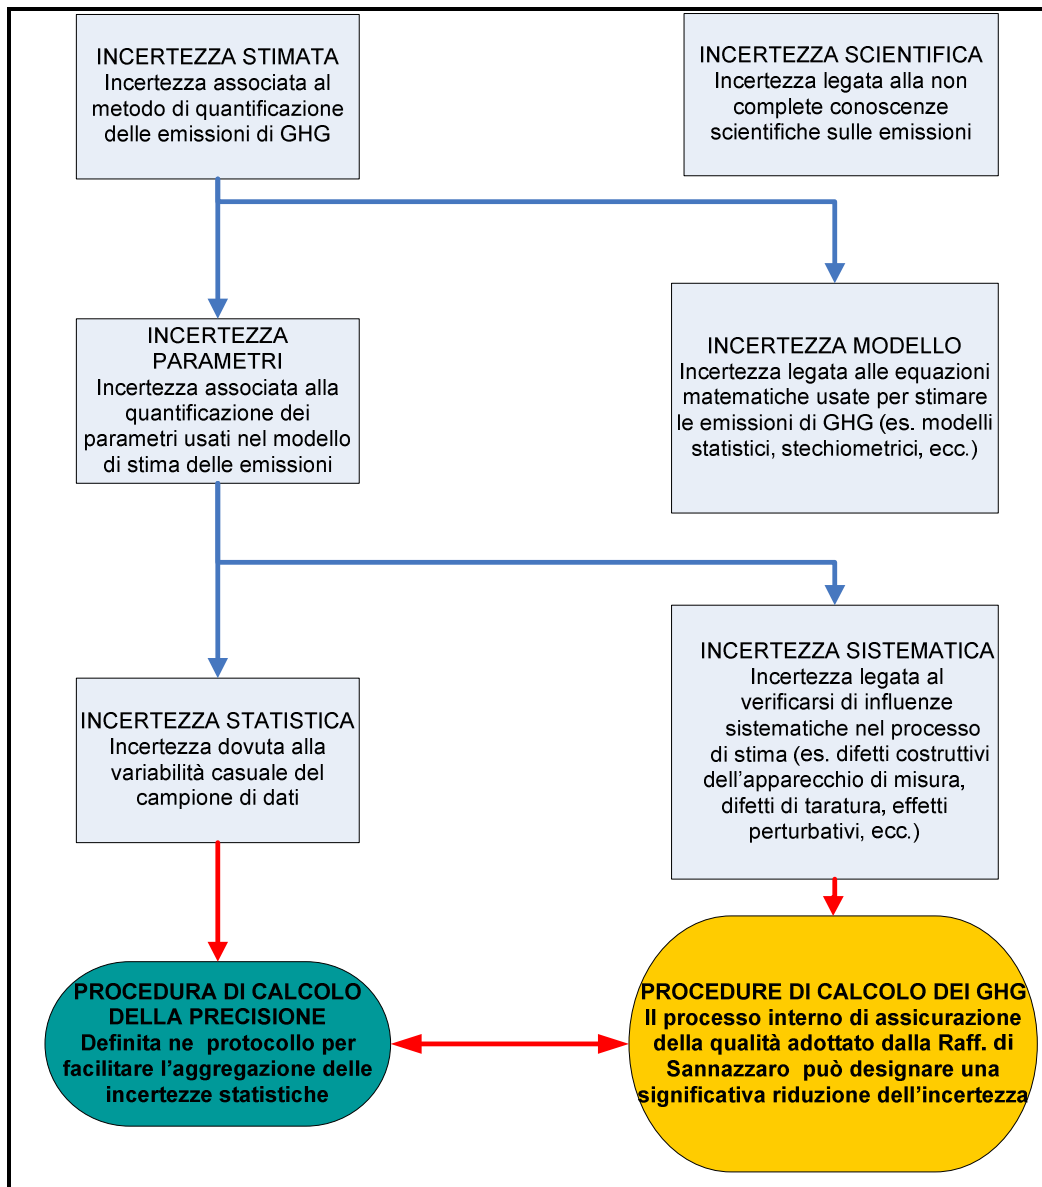 INCERTEZZA STIMATA
Incertezza associata al
metodo di quantificazione
delle emissioni di GHG
INCERTEZZA SCIENTIFICA
Incertezza legata alla non
complete conoscenze
scientifiche sulle emissioni
INCERTEZZA
PARAMETRI
Incertezza associata alla
quantificazione dei
parametri usati nel modello
di stima delle emissioni
INCERTEZZA MODELLO
Incertezza legata alle equazioni
matematiche usate per stimare
le emissioni di GHG (es. modelli
statistici, stechiometrici, ecc.)
INCERTEZZA STATISTICA
Incertezza dovuta alla
variabilità casuale del
campione di dati
INCERTEZZA SISTEMATICA
Incertezza legata al
verificarsi di influenze
sistematiche nel processo
di stima (es. difetti costruttivi
dell’apparecchio di misura,
difetti di taratura, effetti
perturbativi, ecc.)
PROCEDURA DI CALCOLO
DELLA PRECISIONE
Definita ne protocollo per
facilitare l’aggregazione delle
incertezze statistiche
PROCEDURE DI CALCOLO DEI GHG
Il processo interno di assicurazione
della qualità adottato dalla Raff. di
Sannazzaro può designare una
significativa riduzione dell’incertezza